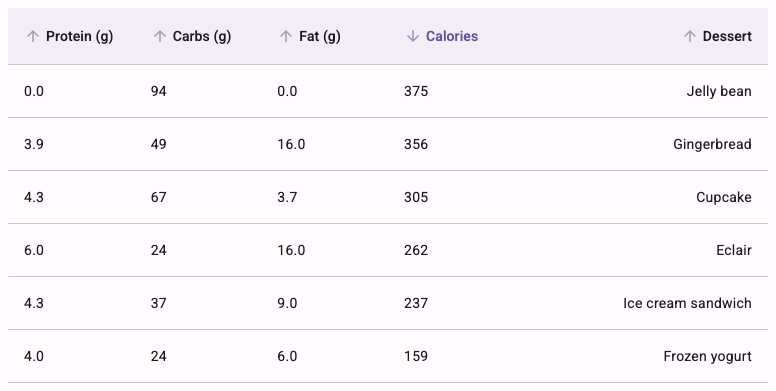 Protein (g) Carbs (g) Fat (g) Calories Dessert
0.0 94 0.0 375 Jelly bean
3.9 49 16.0 356 Gingerbread
4.3 67 3.7 305 Cupcake
6.0 24 16.0 262 Eclair
4.3 37 9.0 237 Ice cream sandwich
4.0 24 6.0 159 Frozen yogurt